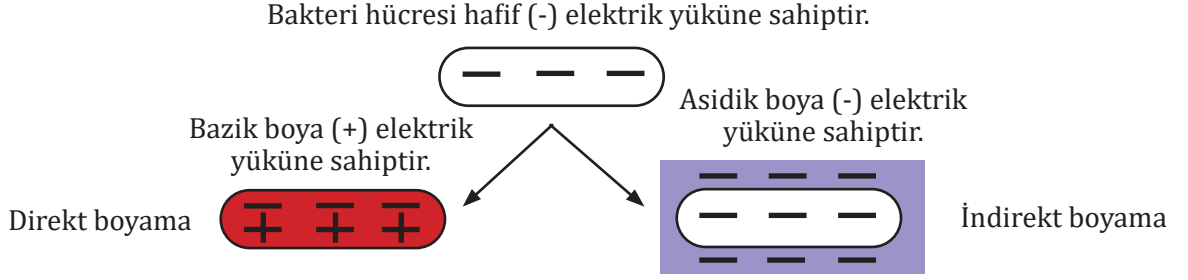 Bakteri hücresi hafif (-) elektrik yüküne sahiptir.
Bazik boya (+) elektrik
yüküne sahiptir.
Asidik boya (-) elektrik
yüküne sahiptir.
Direkt boyama
İndirekt boyama